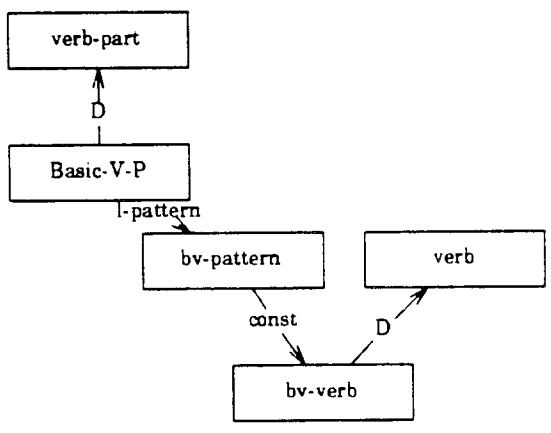 verb-part
D
Basic-V-P
l-pattern
bv-pattern
verb
const
D
bv-verb